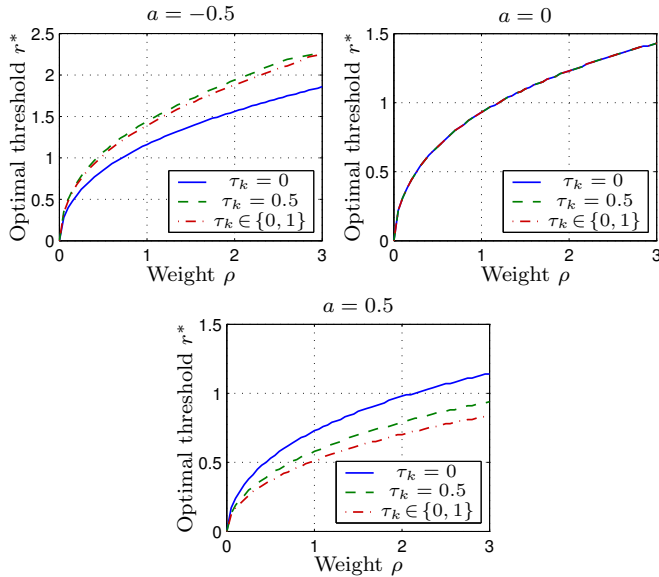 a = −0.5
Optimal threshold r*
2.5
2
1.5
1
0.5
0
τk = 0
τk = 0.5
τk ∈ {0, 1}
0 1 2 3
Weight ρ
a = 0
Optimal threshold r*
1.5
1
0.5
0
τk = 0
τk = 0.5
τk ∈ {0, 1}
0 1 2 3
Weight ρ
a = 0.5
Optimal threshold r*
1.5
1
0.5
0
τk = 0
τk = 0.5
τk ∈ {0, 1}
0 1 2 3
Weight ρ